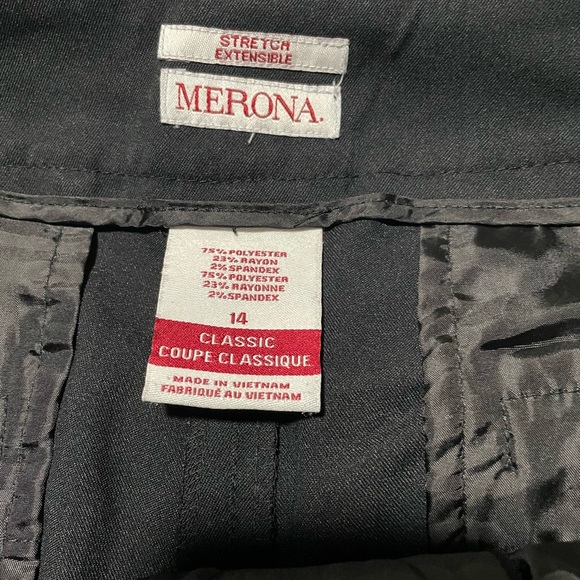 STRETCH
EXTENSIBLE
MERONA.
75% POLYESTER
23% RAYON
2% SPANDEX
75% POLYESTER
23% RAYONNE
2% SPANDEX
14
CLASSIC
COUPE CLASSIQUE
MADE IN VIETNAM
FABRIQUÉ AU VIETNAM